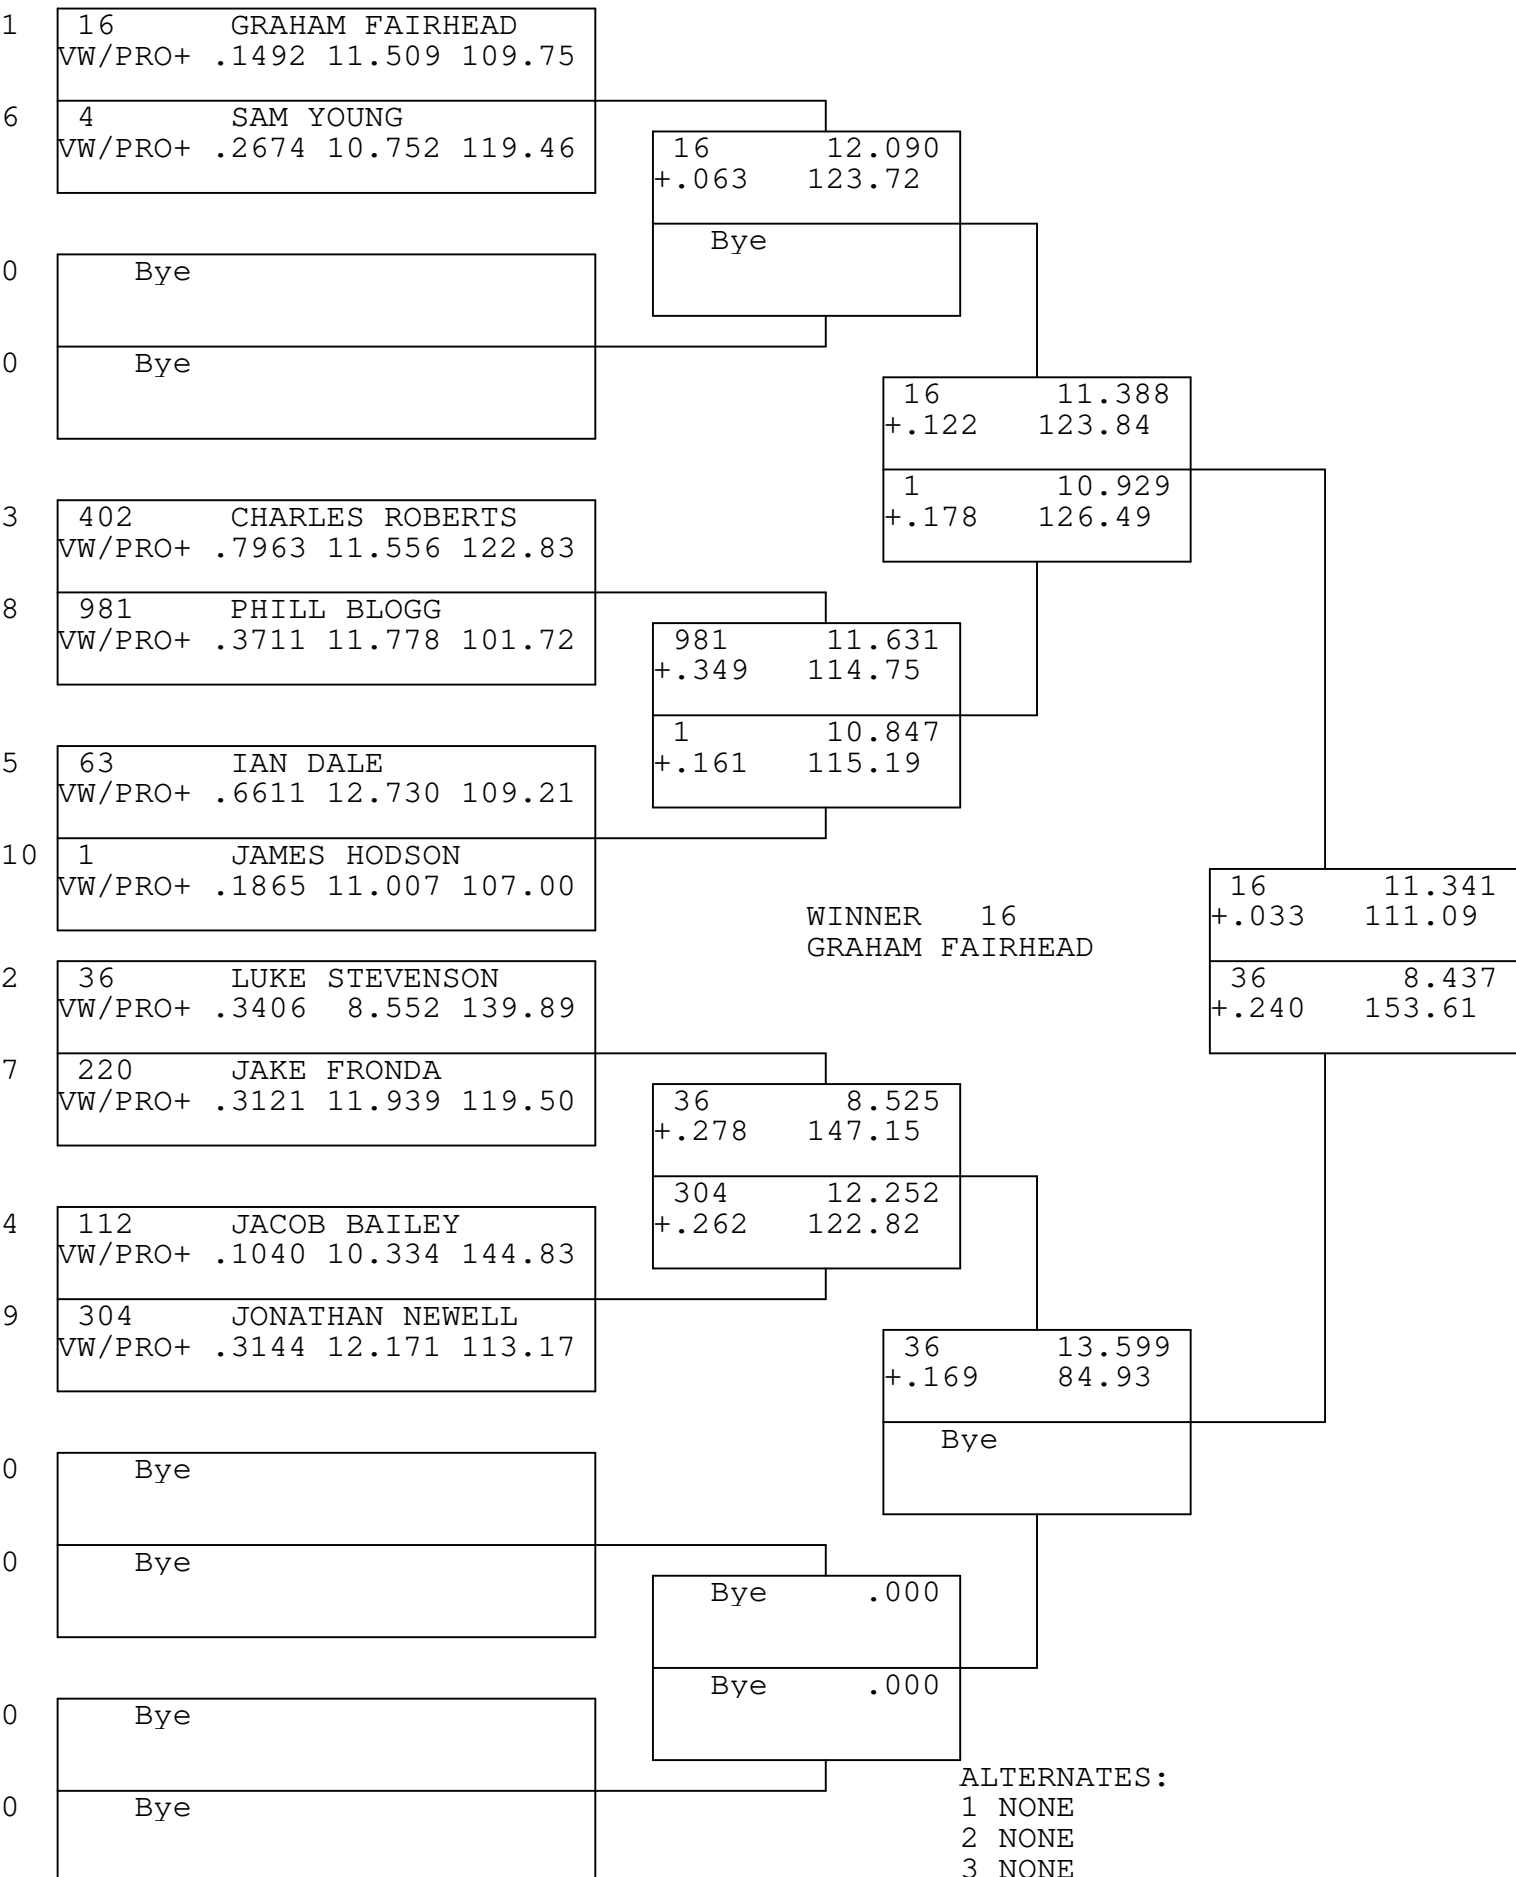 1 16 GRAHAM FAIRHEAD
VW/PRO+ .1492 11.509 109.75
6 4 SAM YOUNG
VW/PRO+ .2674 10.752 119.46
16 12.090
+.063 123.72
Bye
0 Bye
0 Bye
16 11.388
+.122 123.84
1 10.929
+.178 126.49
3 402 CHARLES ROBERTS
VW/PRO+ .7963 11.556 122.83
8 981 PHILL BLOGG
VW/PRO+ .3711 11.778 101.72
981 11.631
+.349 114.75
1 10.847
+.161 115.19
5 63 IAN DALE
VW/PRO+ .6611 12.730 109.21
10 1 JAMES HODSON
VW/PRO+ .1865 11.007 107.00
WINNER 16
GRAHAM FAIRHEAD
16 11.341
+.033 111.09
36 8.437
+.240 153.61
2 36 LUKE STEVENSON
VW/PRO+ .3406 8.552 139.89
7 220 JAKE FRONDA
VW/PRO+ .3121 11.939 119.50
36 8.525
+.278 147.15
304 12.252
+.262 122.82
4 112 JACOB BAILEY
VW/PRO+ .1040 10.334 144.83
9 304 JONATHAN NEWELL
VW/PRO+ .3144 12.171 113.17
36 13.599
+.169 84.93
Bye
0 Bye
0 Bye
Bye .000
Bye .000
0 Bye
0 Bye
ALTERNATES:
1 NONE
2 NONE
3 NONE